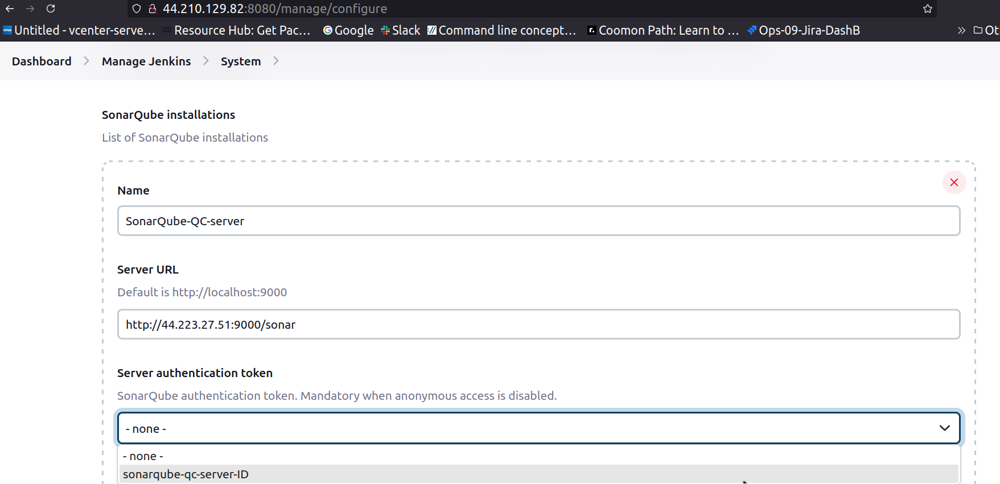 44.210.129.82:8080/manage/configure
Untitled - vcenter-serve... Resource Hub: Get Pac... Google Slack Command line concept... Coomon Path: Learn to ... Ops-09-Jira-DashB Ot
Dashboard Manage Jenkins System
SonarQube installations
List of SonarQube installations
Name
SonarQube-QC-server
Server URL
Default is http://localhost:9000
http://44.223.27.51:9000/sonar
Server authentication token
SonarQube authentication token. Mandatory when anonymous access is disabled.
- none -
- none -
sonarqube-qc-server-ID